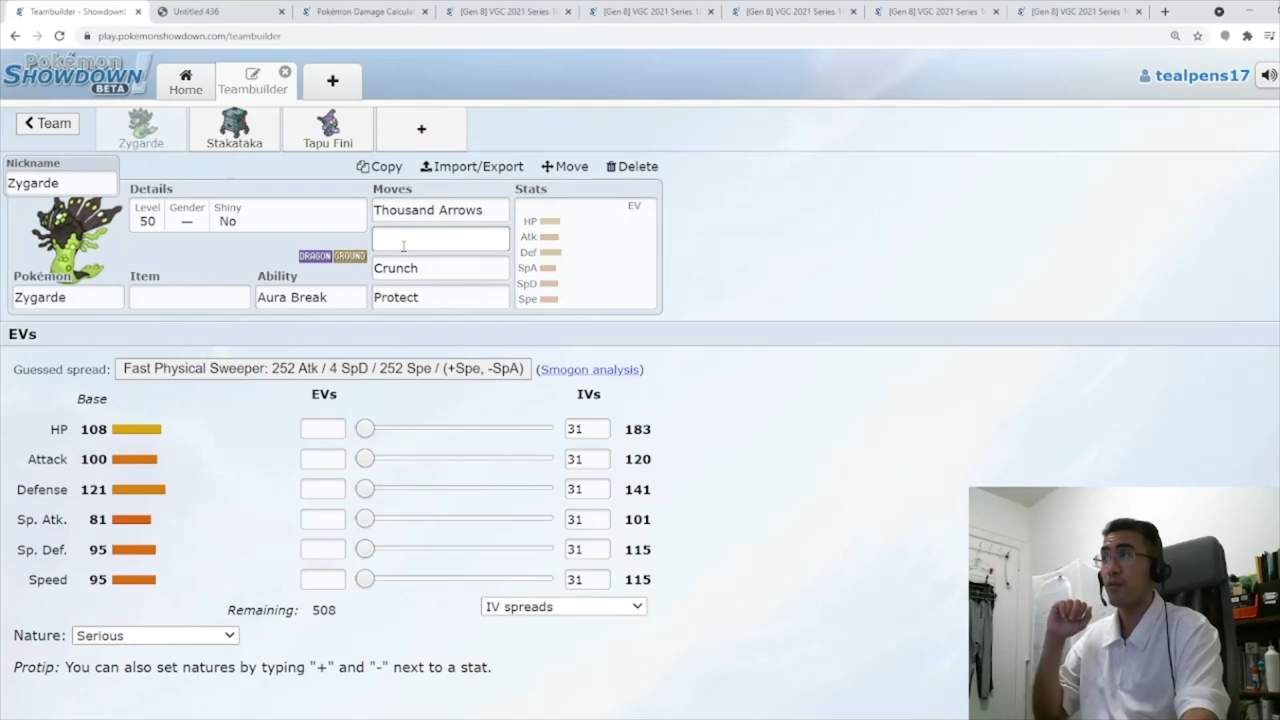 Teambuilder - Showdown!
Untitled 436
Pokémon Damage Calcula
[Gen 8] VGC 2021 Series 1
[Gen 8] VGC 2021 Series 1
[Gen 8] VGC 2021 Series 1
[Gen 8] VGC 2021 Series 1
[Gen 8] VGC 2021 Series 1
play.pokemonshowdown.com/teambuilder
Pokémon
SHOWDOWN!
BETA
Home
Teambuilder
tealpens17
Team
Zygarde
Stakataka
Tapu Fini
Nickname
Zygarde
Copy
Import/Export
Move
Delete
Details
Moves
Stats
Level
Gender
Shiny
50
—
No
Thousand Arrows
Crunch
Protect
EV
HP
Atk
Def
SpA
SpD
Spe
DRAGON
GROUND
Pokémon
Item
Ability
Zygarde
Aura Break
EVs
Guessed spread:
Fast Physical Sweeper: 252 Atk / 4 SpD / 252 Spe / (+Spe, -SpA)
(Smogon analysis)
Base
EVs
IVs
HP 108 31 183
Attack 100 31 120
Defense 121 31 141
Sp. Atk. 81 31 101
Sp. Def. 95 31 115
Speed 95 31 115
Remaining: 508
IV spreads
Nature: Serious
Protip: You can also set natures by typing "+" and "-" next to a stat.